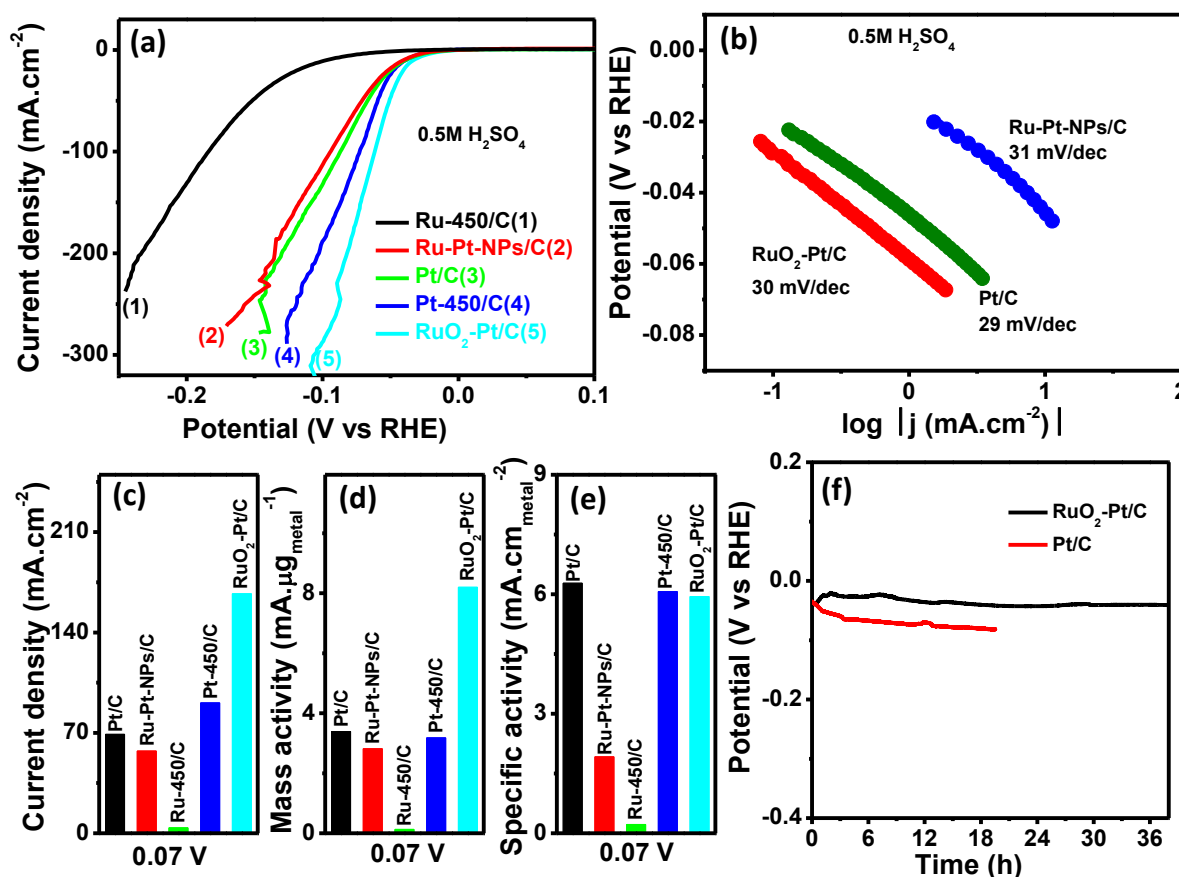 (a)
0
-100
-200
-300
Current density (mA.cm⁻²)
0.5M H₂SO₄
Ru-450/C(1)
Ru-Pt-NPs/C(2)
Pt/C(3)
Pt-450/C(4)
RuO₂-Pt/C(5)
(1)
(2)
(3)
(4)
(5)
-0.2
-0.1
0.0
0.1
Potential (V vs RHE)
(b)
0.5M H₂SO₄
0.00
-0.02
-0.04
-0.06
-0.08
Potential (V vs RHE)
Ru-Pt-NPs/C
31 mV/dec
RuO₂-Pt/C
30 mV/dec
Pt/C
29 mV/dec
-1
0
1
2
log |j (mA.cm⁻²)|
(c)
210
140
70
0
Current density (mA.cm⁻²)
Pt/C
Ru-Pt-NPs/C
Ru-450/C
Pt-450/C
RuO₂-Pt/C
0.07 V
(d)
8
4
0
Mass activity (mA.μg_metal⁻¹)
Pt/C
Ru-Pt-NPs/C
Ru-450/C
Pt-450/C
RuO₂-Pt/C
0.07 V
(e)
9
6
3
0
Specific activity (mA.cm_metal⁻²)
Pt/C
Ru-Pt-NPs/C
Ru-450/C
Pt-450/C
RuO₂-Pt/C
0.07 V
(f)
0.2
-0.0
-0.2
-0.4
Potential (V vs RHE)
RuO₂-Pt/C
Pt/C
0
6
12
18
24
30
36
Time (h)